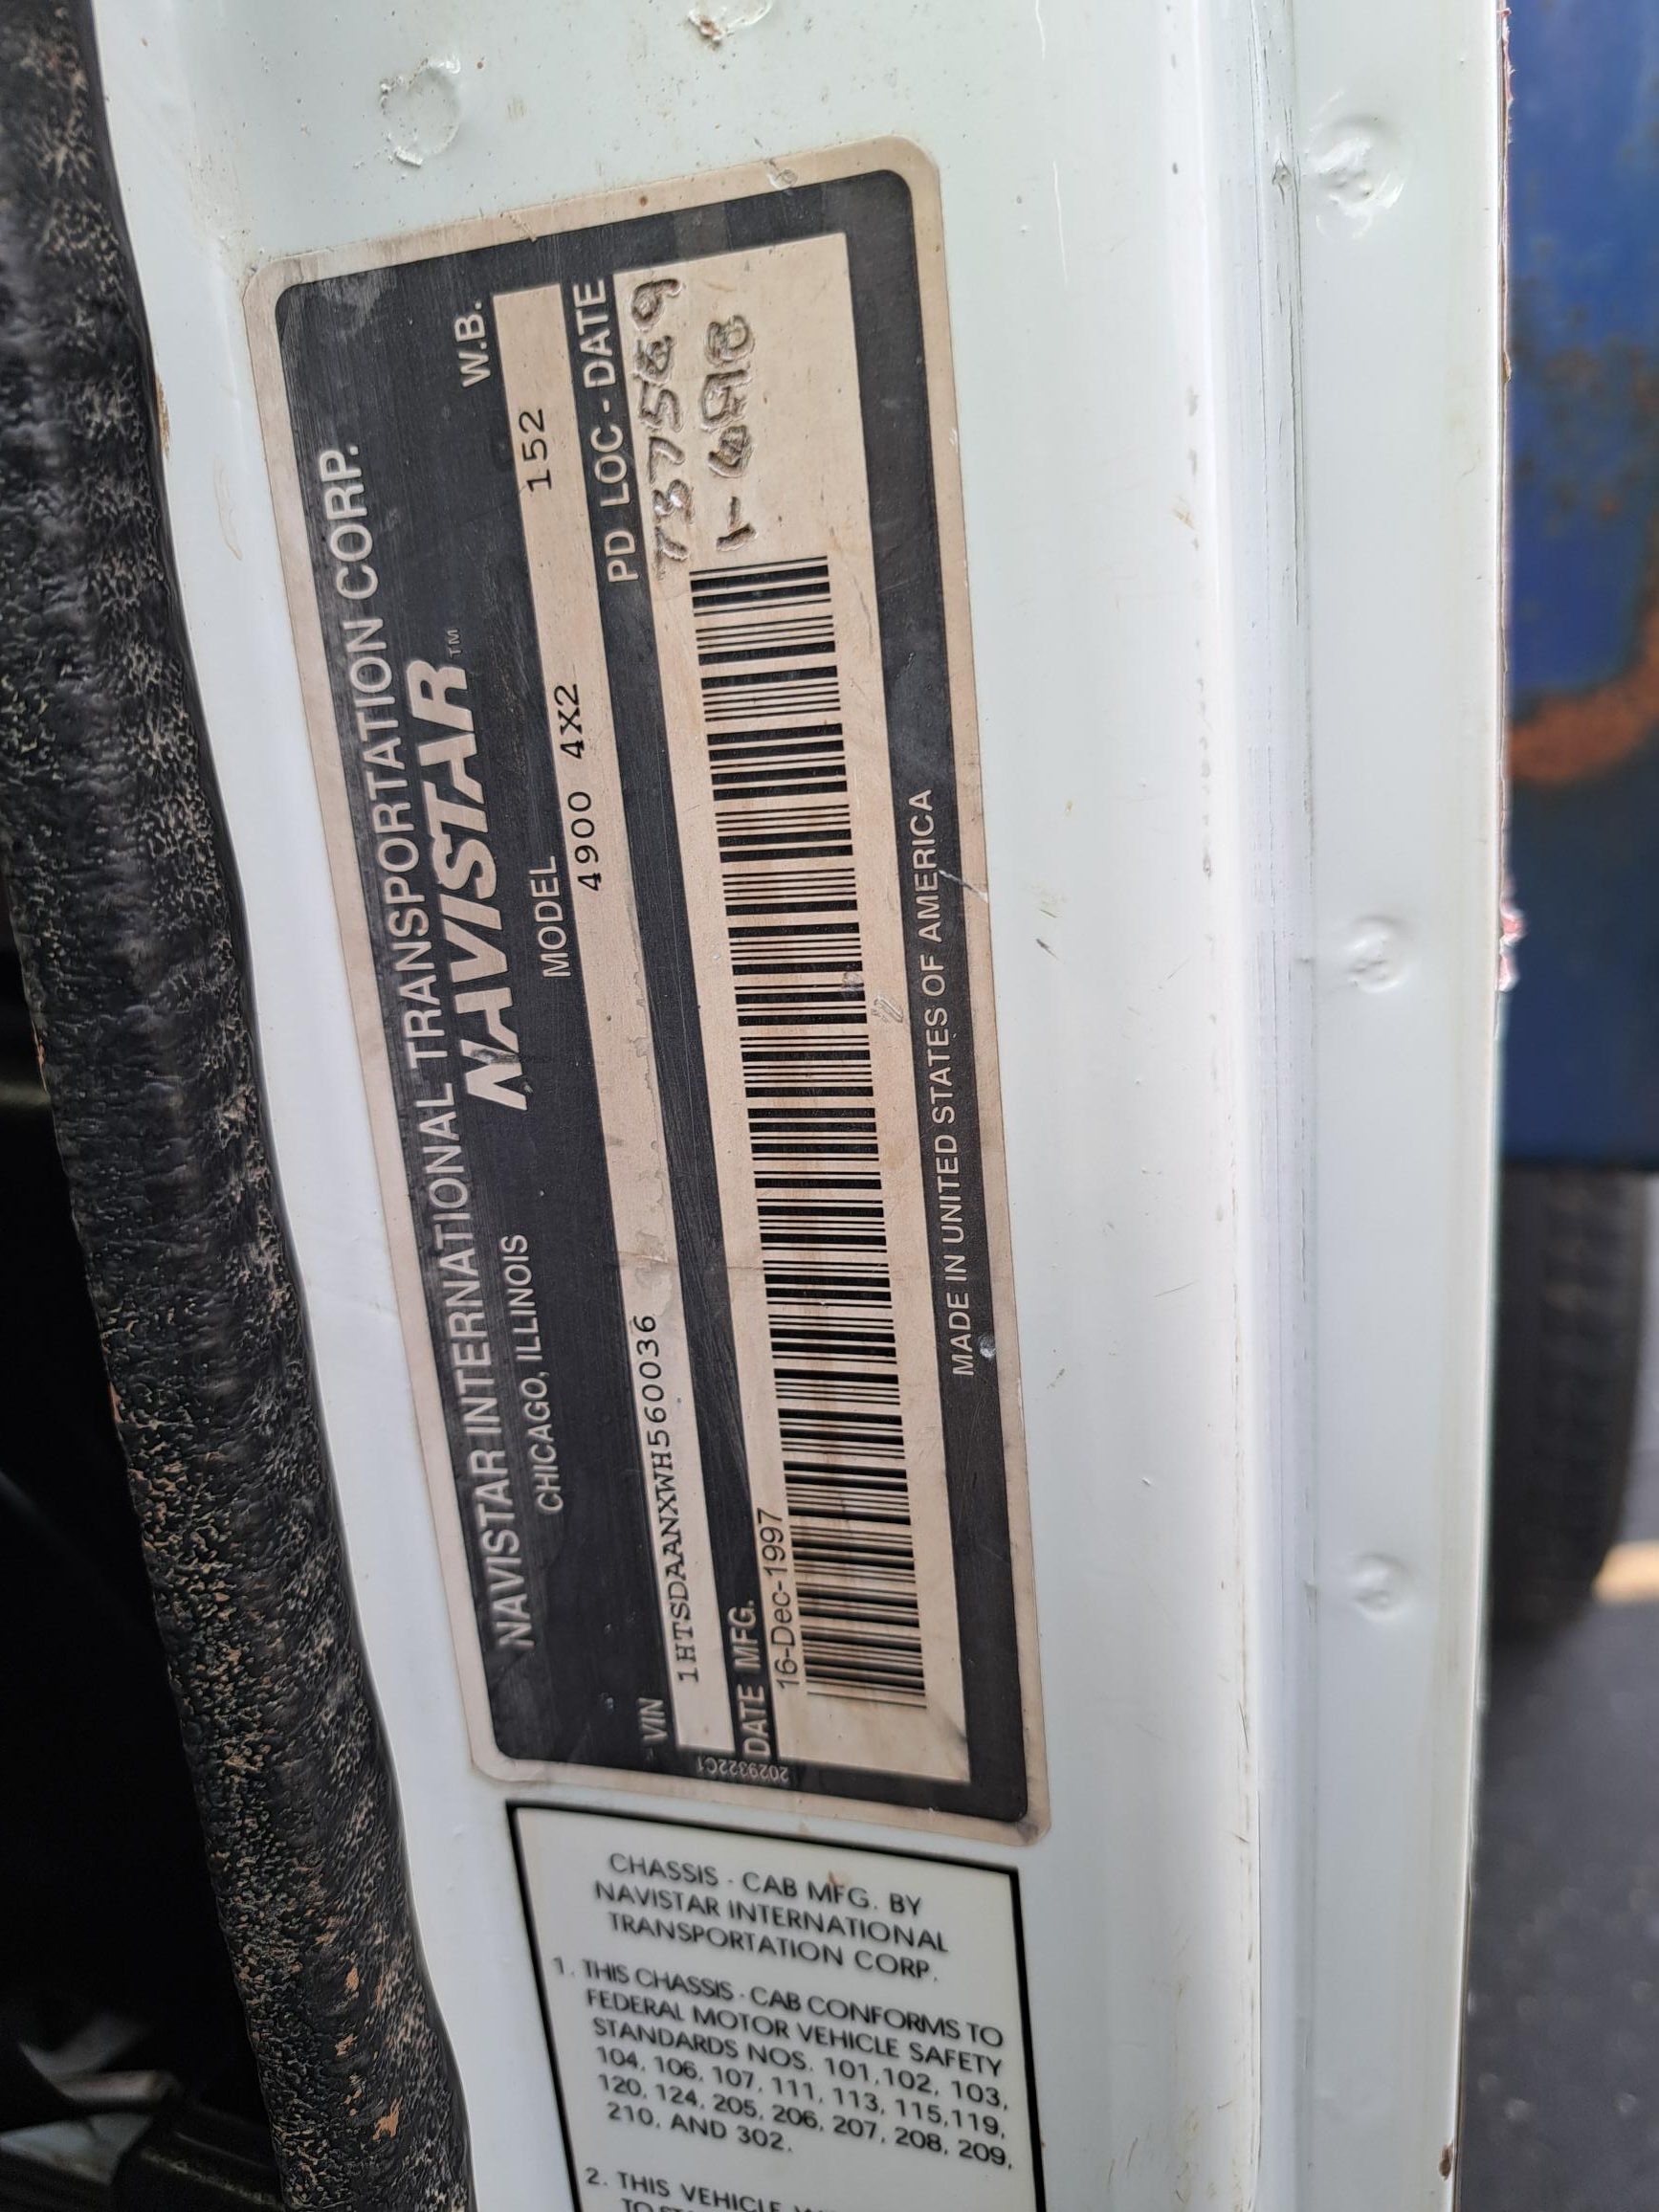 NAVISTAR INTERNATIONAL TRANSPORTATION CORP.
CHICAGO, ILLINOIS
NAVISTAR™
VIN MODEL W.B.
1HTSDAANXWH560036 4900 4X2 152
DATE MFG. PD LOC - DATE
16-Dec-1997
MADE IN UNITED STATES OF AMERICA
2029322C1
CHASSIS - CAB MFG. BY
NAVISTAR INTERNATIONAL
TRANSPORTATION CORP.
1. THIS CHASSIS - CAB CONFORMS TO
FEDERAL MOTOR VEHICLE SAFETY
STANDARDS NOS. 101, 102, 103,
104, 106, 107, 111, 113, 115, 119,
120, 124, 205, 206, 207, 208, 209,
210, AND 302.
2. THIS VEHICLE